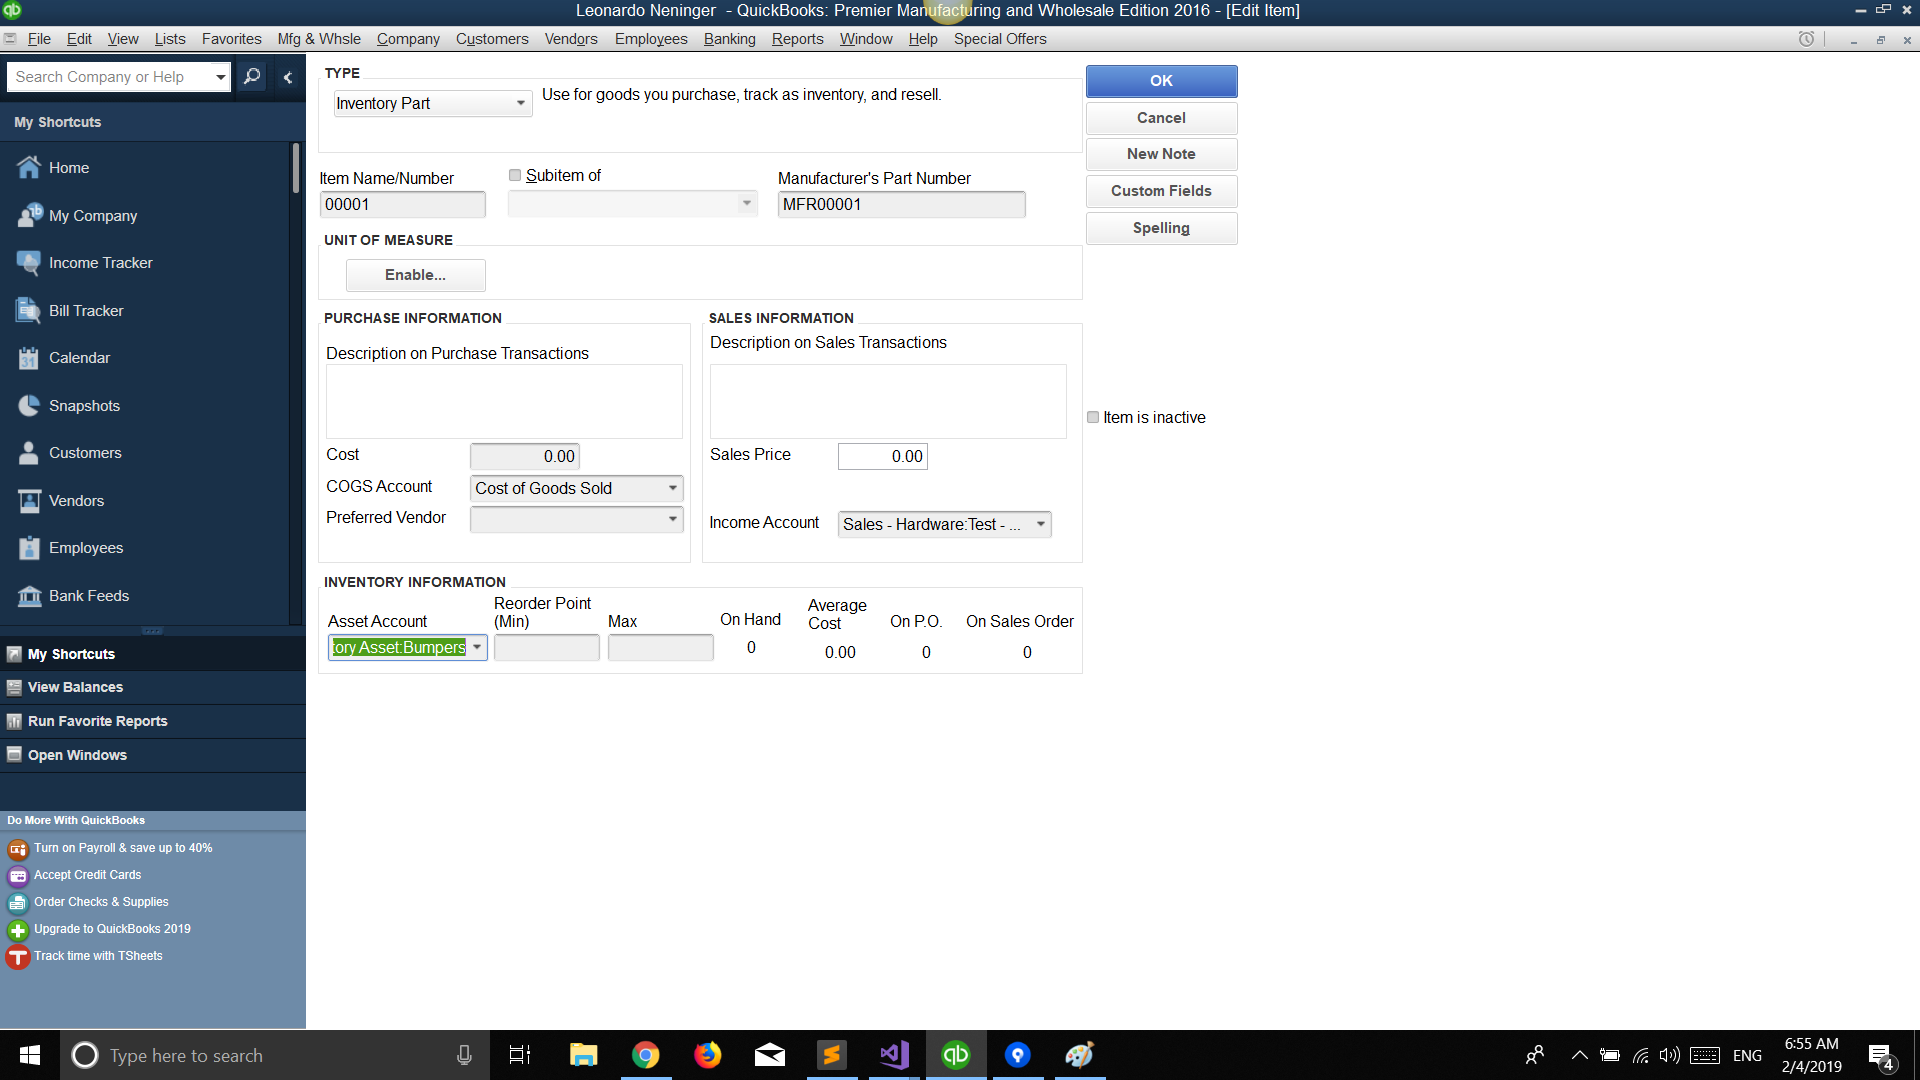 Leonardo Neninger - QuickBooks: Premier Manufacturing and Wholesale Edition 2016 - [Edit Item]
File Edit View Lists Favorites Mfg & Whsle Company Customers Vendors Employees Banking Reports Window Help Special Offers
Search Company or Help
My Shortcuts
Home
My Company
Income Tracker
Bill Tracker
Calendar
Snapshots
Customers
Vendors
Employees
Bank Feeds
My Shortcuts
View Balances
Run Favorite Reports
Open Windows
Do More With QuickBooks
Turn on Payroll & save up to 40%
Accept Credit Cards
Order Checks & Supplies
Upgrade to QuickBooks 2019
Track time with TSheets
TYPE
Inventory Part
Use for goods you purchase, track as inventory, and resell.
Item Name/Number
00001
Subitem of
Manufacturer's Part Number
MFR00001
UNIT OF MEASURE
Enable...
PURCHASE INFORMATION
Description on Purchase Transactions
Cost 0.00
COGS Account Cost of Goods Sold
Preferred Vendor
SALES INFORMATION
Description on Sales Transactions
Sales Price 0.00
Income Account Sales - Hardware:Test - ...
INVENTORY INFORMATION
Asset Account
tory Asset:Bumpers
Reorder Point
(Min)
Max
On Hand
0
Average
Cost
0.00
On P.O.
0
On Sales Order
0
OK
Cancel
New Note
Custom Fields
Spelling
Item is inactive
Type here to search
ENG
6:55 AM
2/4/2019
4